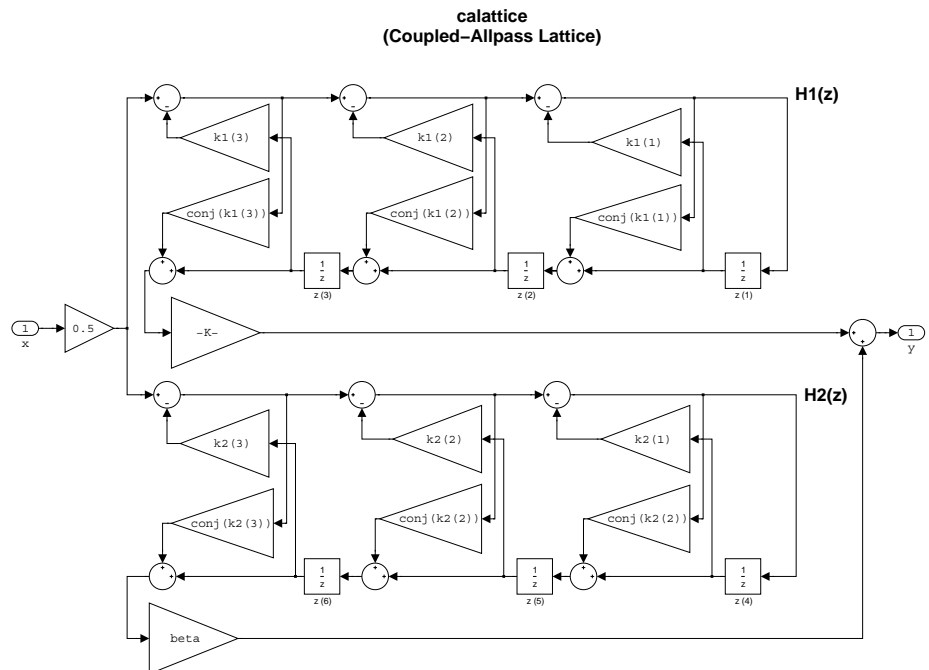 calattice
(Coupled−Allpass Lattice)
H1(z)
k1(3)
k1(2)
k1(1)
conj(k1(3))
conj(k1(2))
conj(k1(1))
1
z
z (3)
1
z
z (2)
1
z
z (1)
1
x
0.5
−K−
1
y
H2(z)
k2(3)
k2(2)
k2(1)
conj(k2(3))
conj(k2(2))
conj(k2(2))
1
z
z (6)
1
z
z (5)
1
z
z (4)
beta